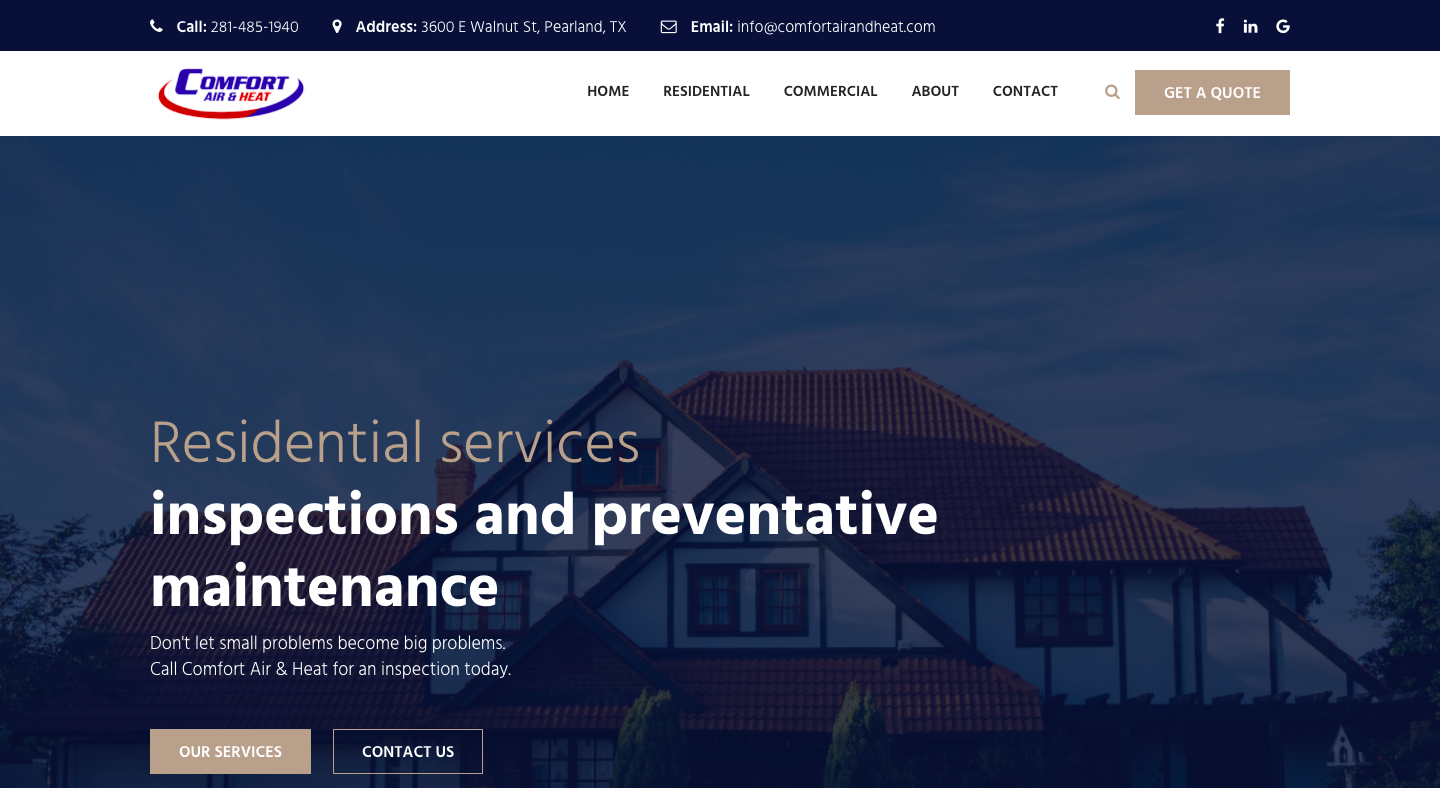 Call: 281-485-1940 Address: 3600 E Walnut St, Pearland, TX Email: info@comfortairandheat.com
COMFORT
AIR & HEAT
HOME RESIDENTIAL COMMERCIAL ABOUT CONTACT GET A QUOTE
Residential services
inspections and preventative
maintenance
Don't let small problems become big problems.
Call Comfort Air & Heat for an inspection today.
OUR SERVICES CONTACT US